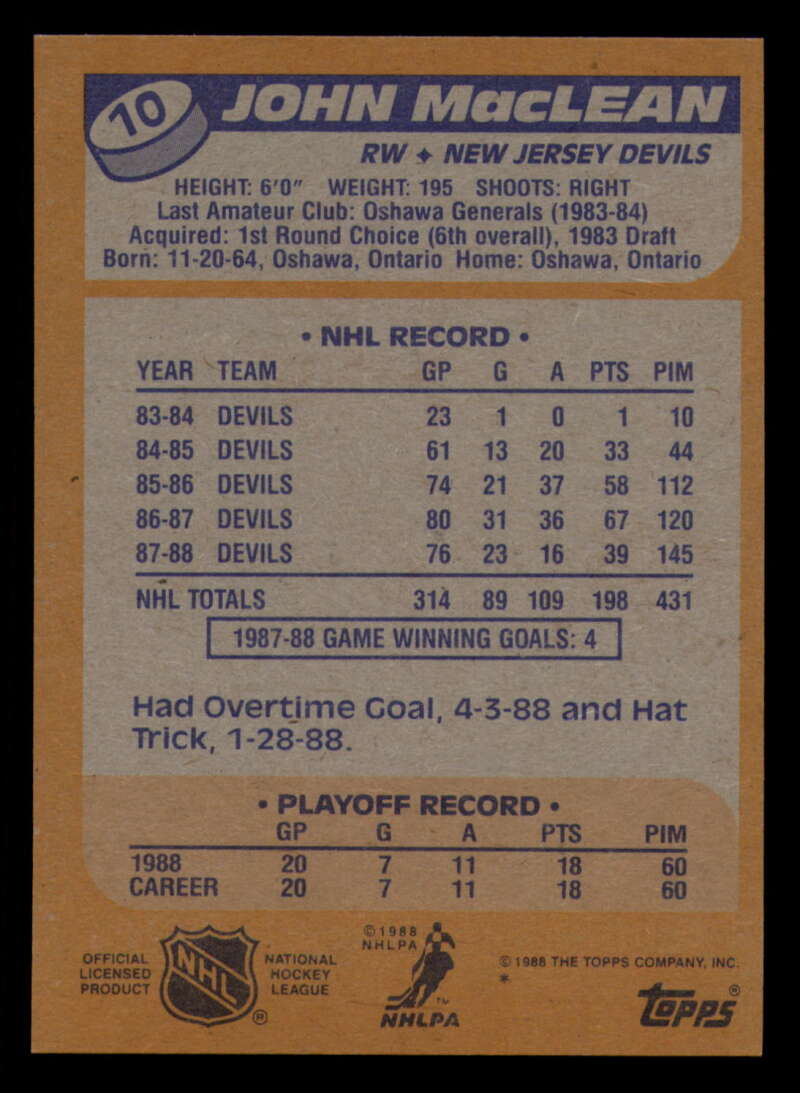 10 JOHN MacLEAN
RW ✦ NEW JERSEY DEVILS
HEIGHT: 6'0" WEIGHT: 195 SHOOTS: RIGHT
Last Amateur Club: Oshawa Generals (1983-84)
Acquired: 1st Round Choice (6th overall), 1983 Draft
Born: 11-20-64, Oshawa, Ontario Home: Oshawa, Ontario
• NHL RECORD •
YEAR TEAM GP G A PTS PIM
83-84 DEVILS 23 1 0 1 10
84-85 DEVILS 61 13 20 33 44
85-86 DEVILS 74 21 37 58 112
86-87 DEVILS 80 31 36 67 120
87-88 DEVILS 76 23 16 39 145
NHL TOTALS 314 89 109 198 431
1987-88 GAME WINNING GOALS: 4
Had Overtime Goal, 4-3-88 and Hat
Trick, 1-28-88.
• PLAYOFF RECORD •
GP G A PTS PIM
1988 20 7 11 18 60
CAREER 20 7 11 18 60
OFFICIAL
LICENSED
PRODUCT
NHL ®
NATIONAL
HOCKEY
LEAGUE
© 1988
NHLPA
™
NHLPA
© 1988 THE TOPPS COMPANY, INC.
*
Topps ®